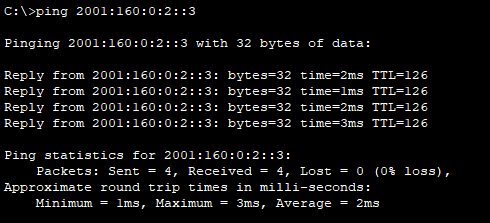 C:\>ping 2001:160:0:2::3
Pinging 2001:160:0:2::3 with 32 bytes of data:
Reply from 2001:160:0:2::3: bytes=32 time=2ms TTL=126
Reply from 2001:160:0:2::3: bytes=32 time=1ms TTL=126
Reply from 2001:160:0:2::3: bytes=32 time=2ms TTL=126
Reply from 2001:160:0:2::3: bytes=32 time=3ms TTL=126
Ping statistics for 2001:160:0:2::3:
    Packets: Sent = 4, Received = 4, Lost = 0 (0% loss),
Approximate round trip times in milli-seconds:
    Minimum = 1ms, Maximum = 3ms, Average = 2ms